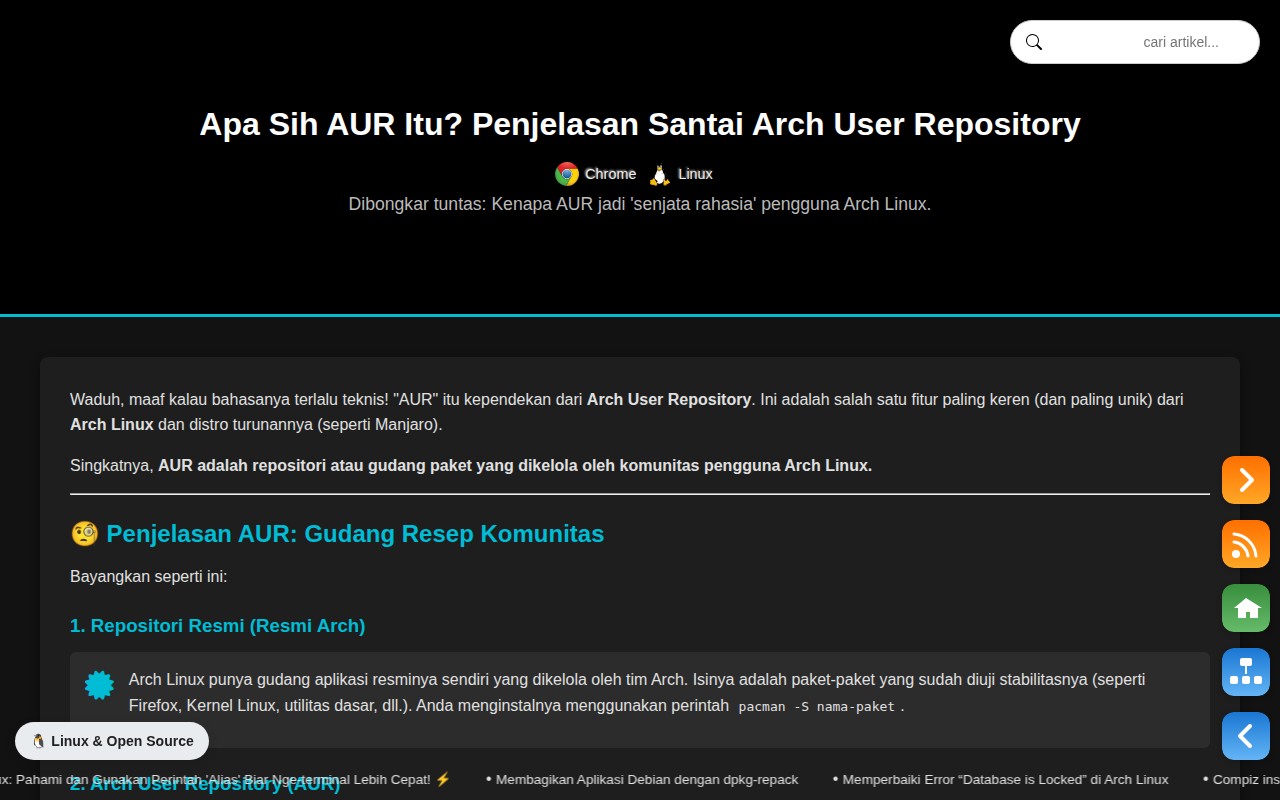 cari artikel...
Apa Sih AUR Itu? Penjelasan Santai Arch User Repository
Chrome Linux
Dibongkar tuntas: Kenapa AUR jadi 'senjata rahasia' pengguna Arch Linux.
Waduh, maaf kalau bahasanya terlalu teknis! "AUR" itu kependekan dari Arch User Repository. Ini adalah salah satu fitur paling keren (dan paling unik) dari
Arch Linux dan distro turunannya (seperti Manjaro).
Singkatnya, AUR adalah repositori atau gudang paket yang dikelola oleh komunitas pengguna Arch Linux.
🧐 Penjelasan AUR: Gudang Resep Komunitas
Bayangkan seperti ini:
1. Repositori Resmi (Resmi Arch)
Arch Linux punya gudang aplikasi resminya sendiri yang dikelola oleh tim Arch. Isinya adalah paket-paket yang sudah diuji stabilitasnya (seperti
Firefox, Kernel Linux, utilitas dasar, dll.). Anda menginstalnya menggunakan perintah pacman -S nama-paket .
🐧 Linux & Open Source
2. Arch User Repository (AUR)
ux: Pahami dan Gunakan Perintah 'Alias' Biar Nge-terminal Lebih Cepat! ⚡ • Membagikan Aplikasi Debian dengan dpkg-repack • Memperbaiki Error “Database is Locked” di Arch Linux • Compiz ins